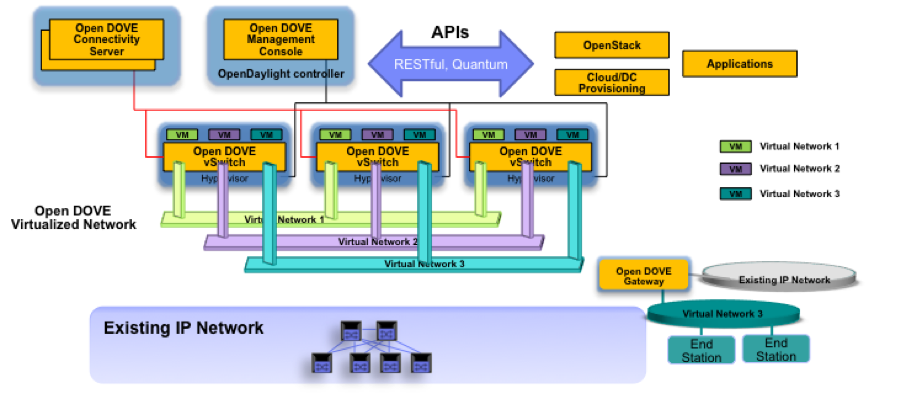 Open DOVE
Connectivity
Server
Open DOVE
Management
Console
OpenDaylight controller
APIs
RESTful, Quantum
OpenStack
Cloud/DC
Provisioning
Applications
VM
VM
VM
Open DOVE
vSwitch
Hypervisor
VM
VM
VM
Open DOVE
vSwitch
Hypervisor
VM
VM
VM
Open DOVE
vSwitch
Hypervisor
VM
Virtual Network 1
VM
Virtual Network 2
VM
Virtual Network 3
Open DOVE
Virtualized Network
Virtual Network 1
Virtual Network 2
Virtual Network 3
Open DOVE
Gateway
Existing IP Network
Virtual Network 3
End
Station
End
Station
Existing IP Network